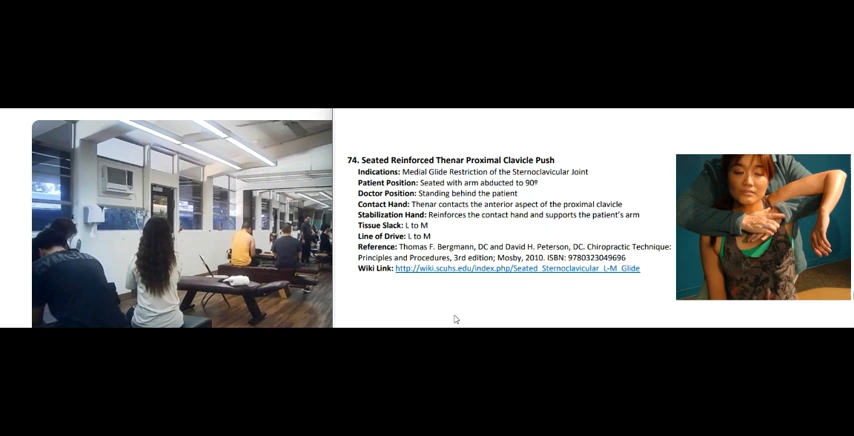 74. Seated Reinforced Thenar Proximal Clavicle Push
Indications: Medial Glide Restriction of the Sternoclavicular Joint
Patient Position: Seated with arm abducted to 90º
Doctor Position: Standing behind the patient
Contact Hand: Thenar contacts the anterior aspect of the proximal clavicle
Stabilization Hand: Reinforces the contact hand and supports the patient's arm
Tissue Slack: L to M
Line of Drive: L to M
Reference: Thomas F. Bergmann, DC and David H. Peterson, DC. Chiropractic Technique:
Principles and Procedures, 3rd edition; Mosby, 2010. ISBN: 9780323049696
Wiki Link: http://wiki.scuhs.edu/index.php/Seated_Sternoclavicular_L-M_Glide